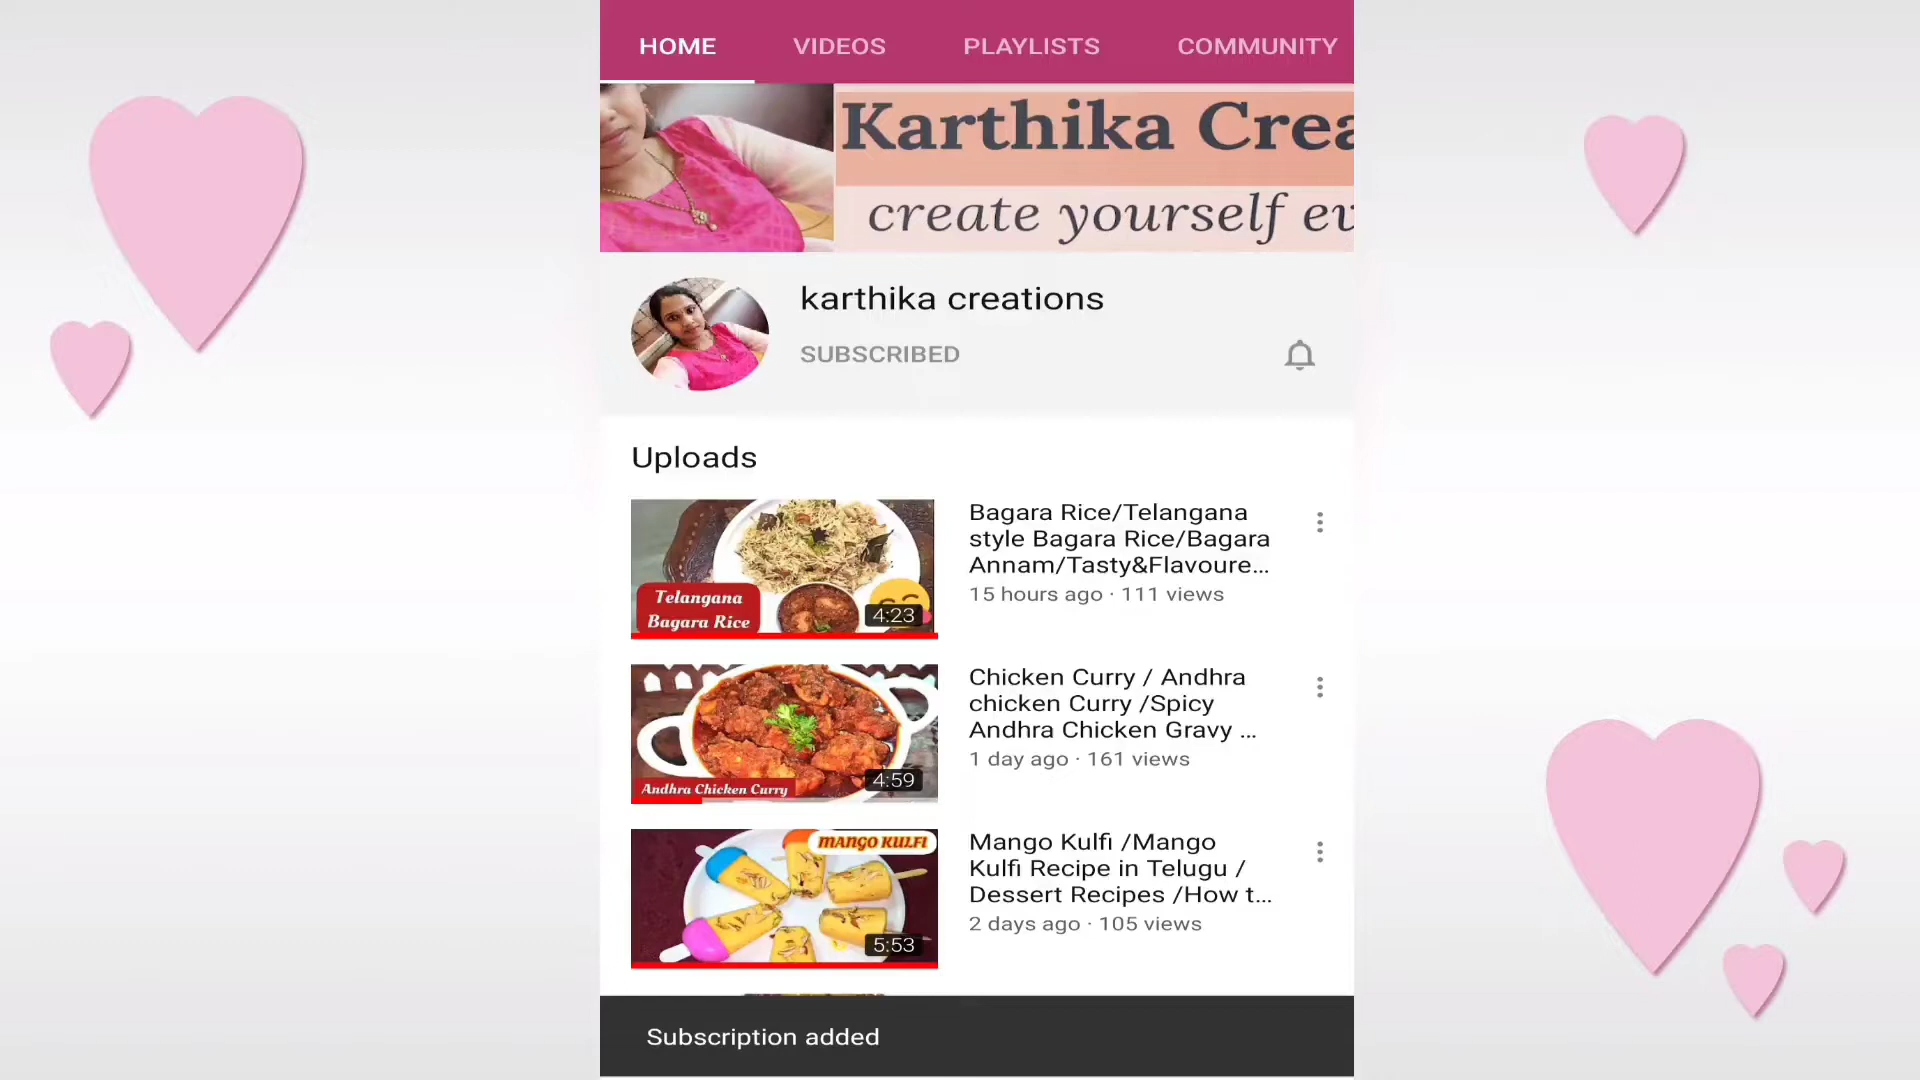 HOME VIDEOS PLAYLISTS COMMUNITY
Karthika Crea
create yourself ev
karthika creations
SUBSCRIBED
Uploads
Telangana
Bagara Rice
4:23
Bagara Rice/Telangana
style Bagara Rice/Bagara
Annam/Tasty&Flavoure...
15 hours ago · 111 views
Andhra Chicken Curry
4:59
Chicken Curry / Andhra
chicken Curry /Spicy
Andhra Chicken Gravy ...
1 day ago · 161 views
MANGO KULFI
5:53
Mango Kulfi /Mango
Kulfi Recipe in Telugu /
Dessert Recipes /How t...
2 days ago · 105 views
Subscription added